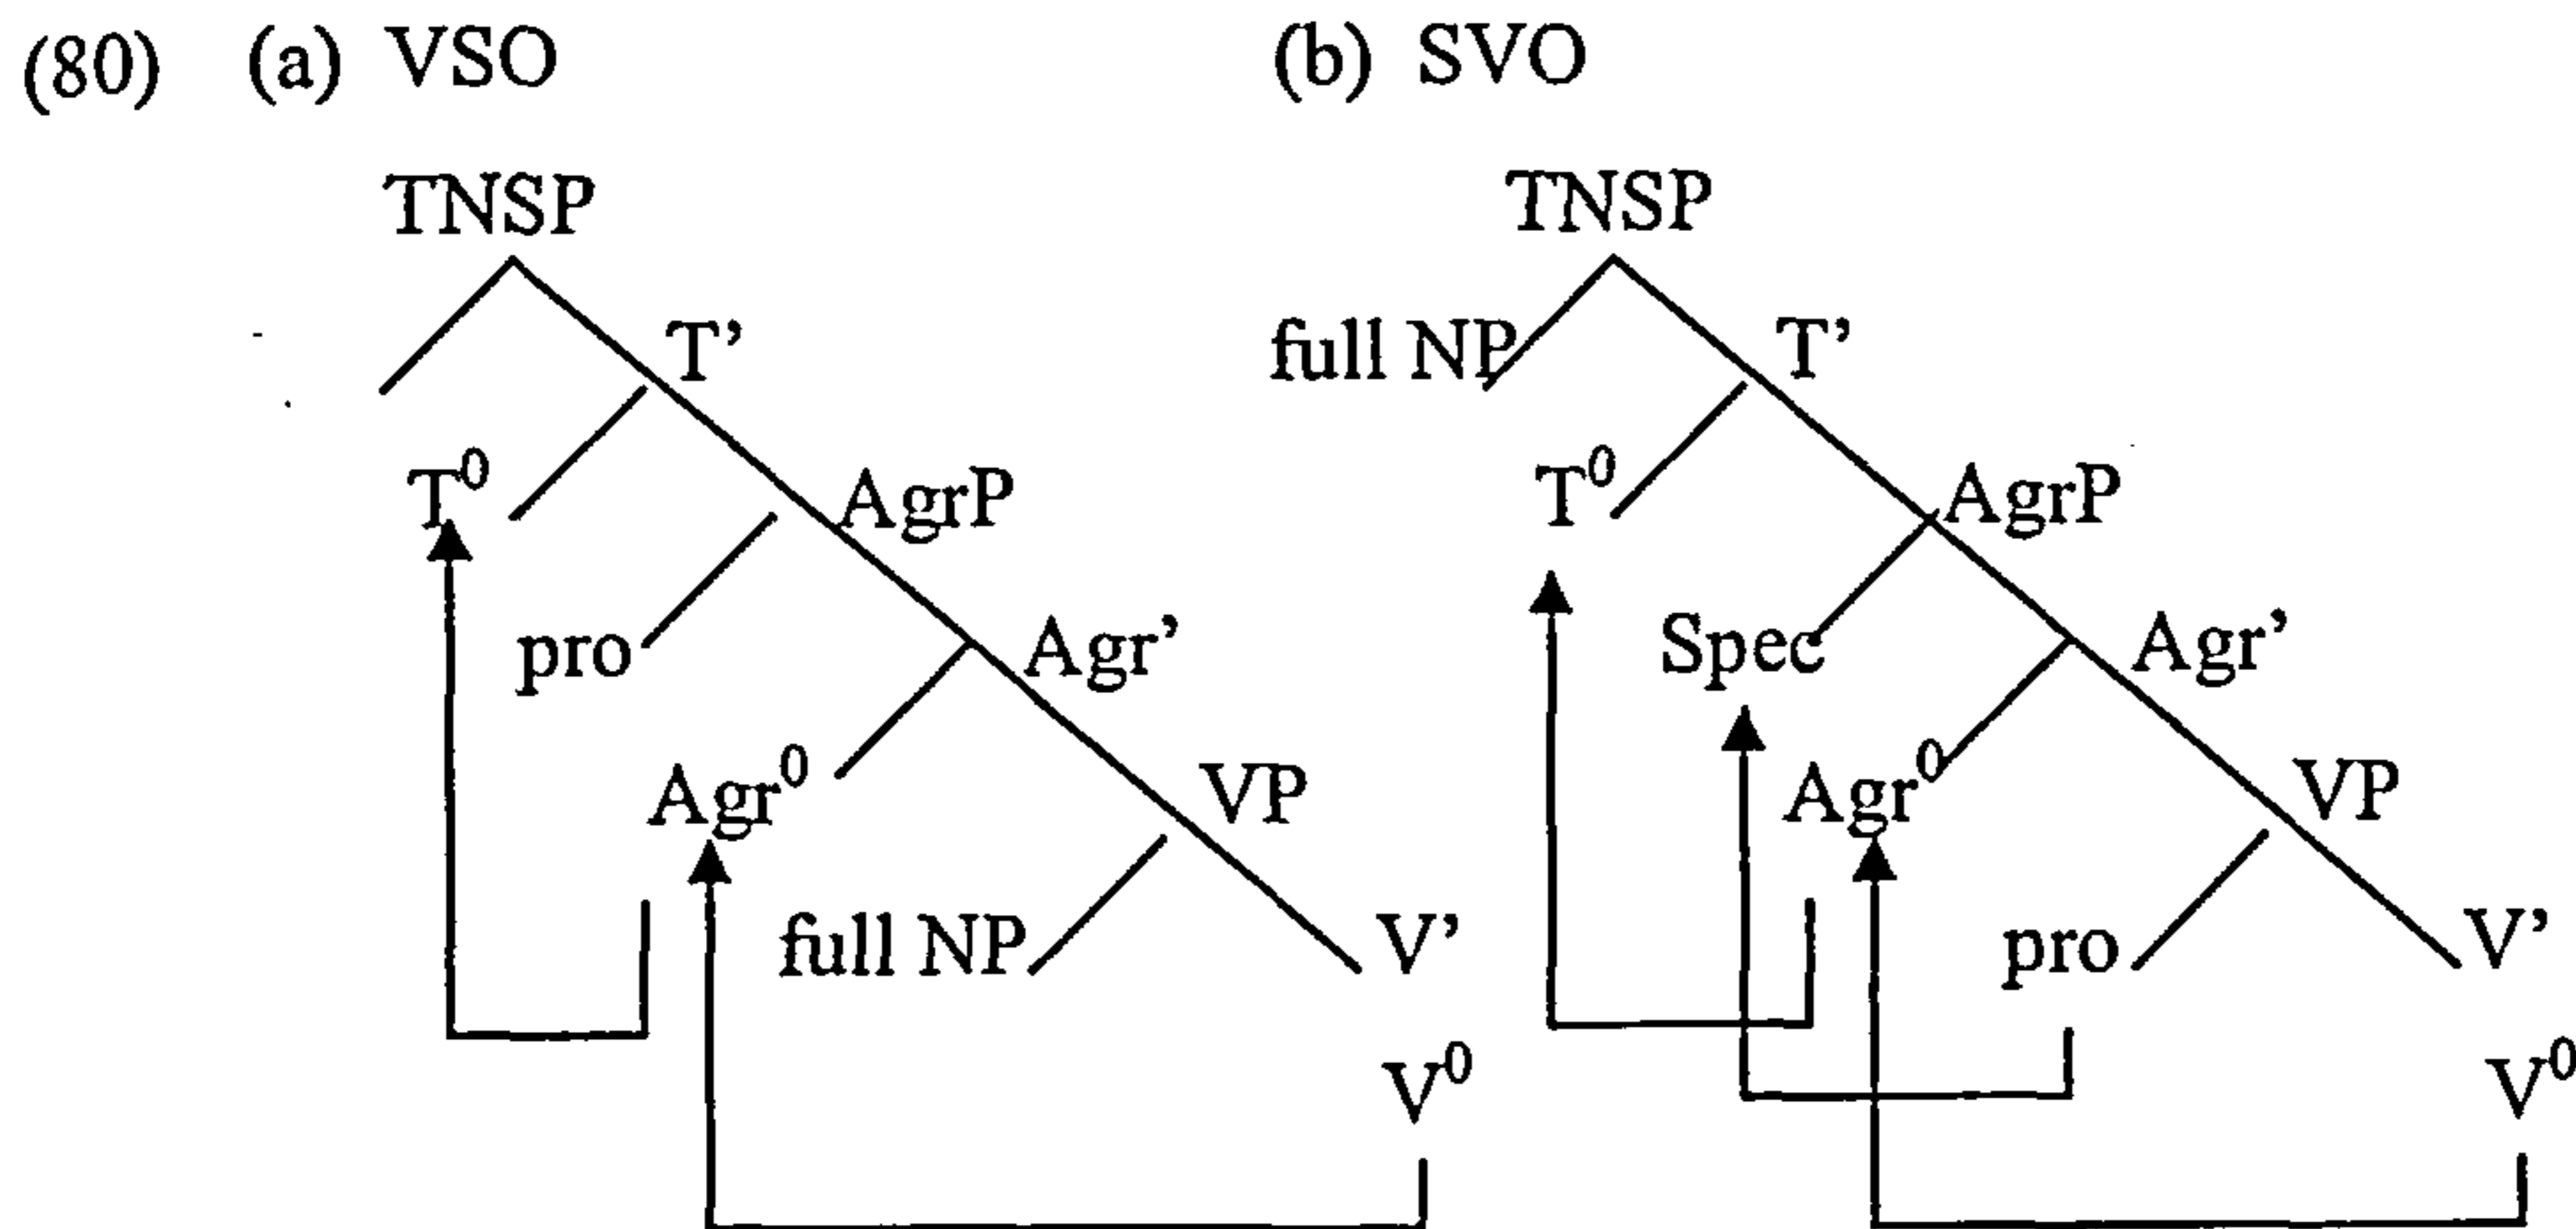 (80) (a) VSO (b) SVO
TNSP TNSP
T’ full NP T’
T⁰ AgrP T⁰ AgrP
pro Agr’ Spec Agr’
Agr⁰ VP Agr⁰ VP
full NP V’ pro V’
V⁰ V⁰